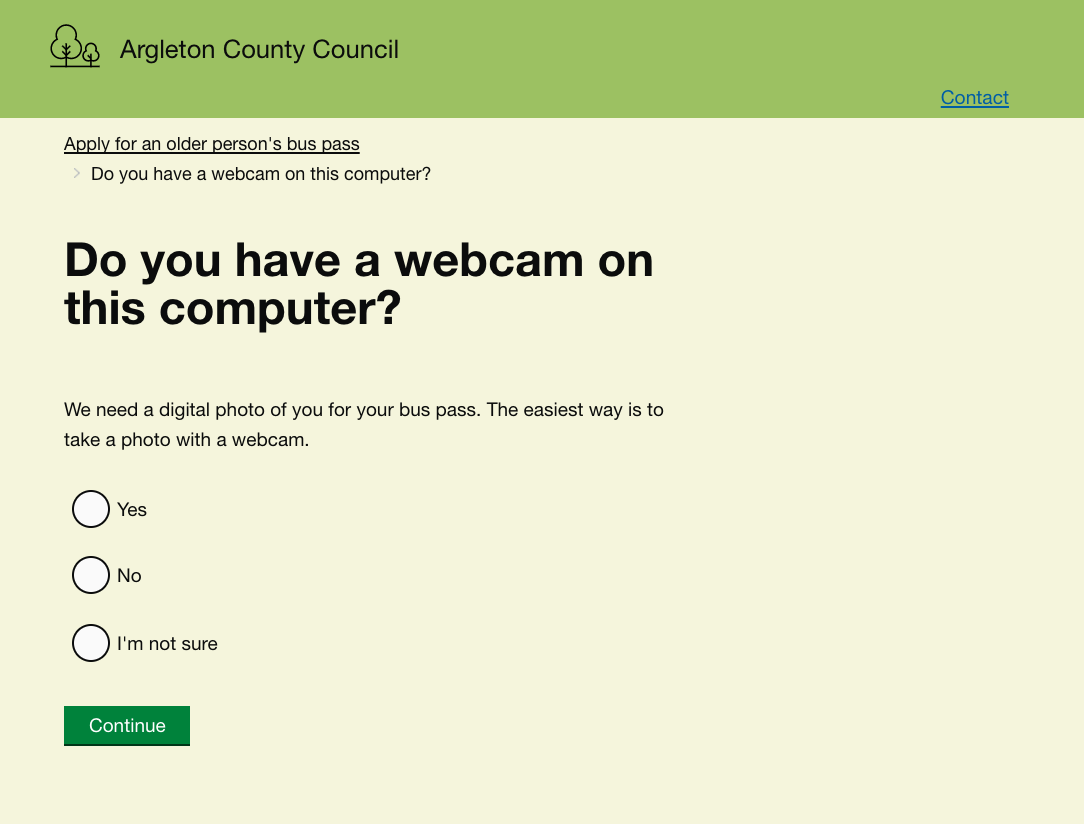 Argleton County Council
Contact
Apply for an older person's bus pass
Do you have a webcam on this computer?
Do you have a webcam on
this computer?
We need a digital photo of you for your bus pass. The easiest way is to
take a photo with a webcam.
Yes
No
I'm not sure
Continue